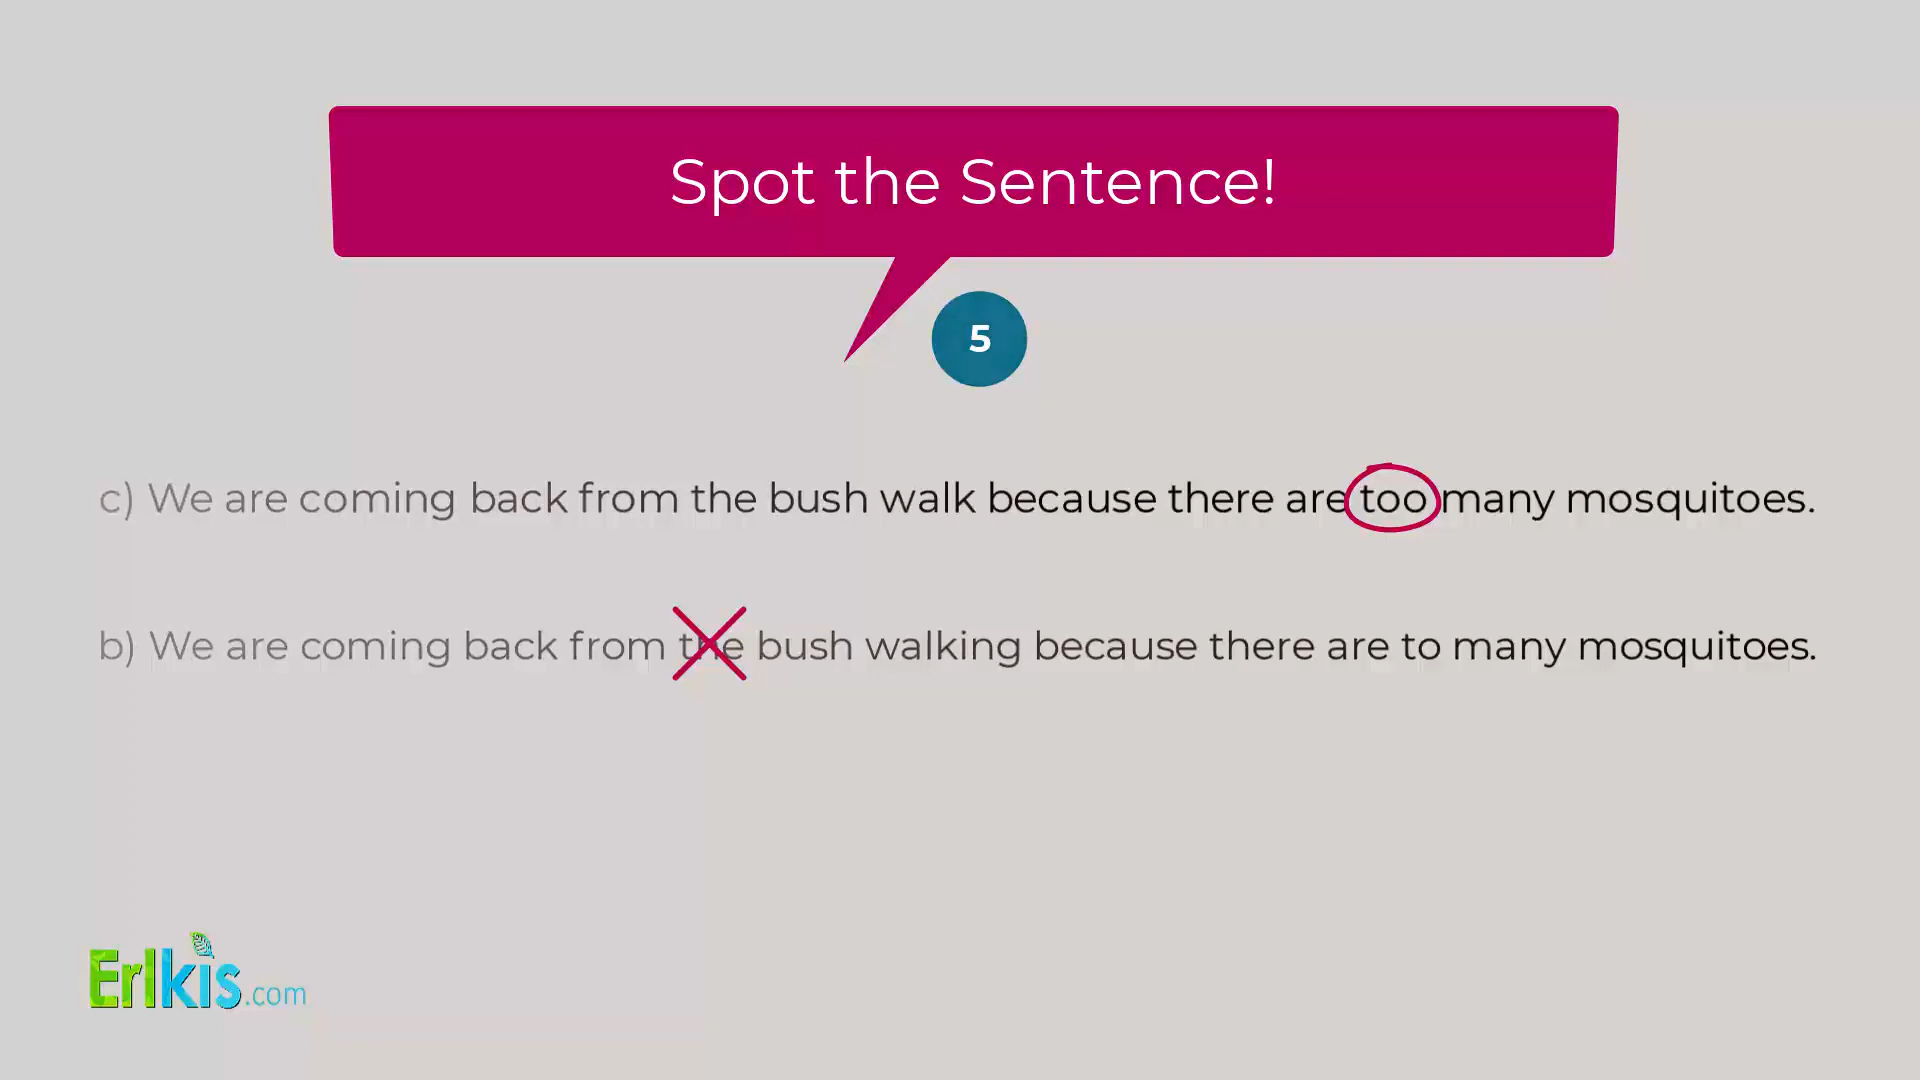 Spot the Sentence!
5
c) We are coming back from the bush walk because there are too many mosquitoes.
b) We are coming back from the bush walking because there are to many mosquitoes.
Erlkis.com